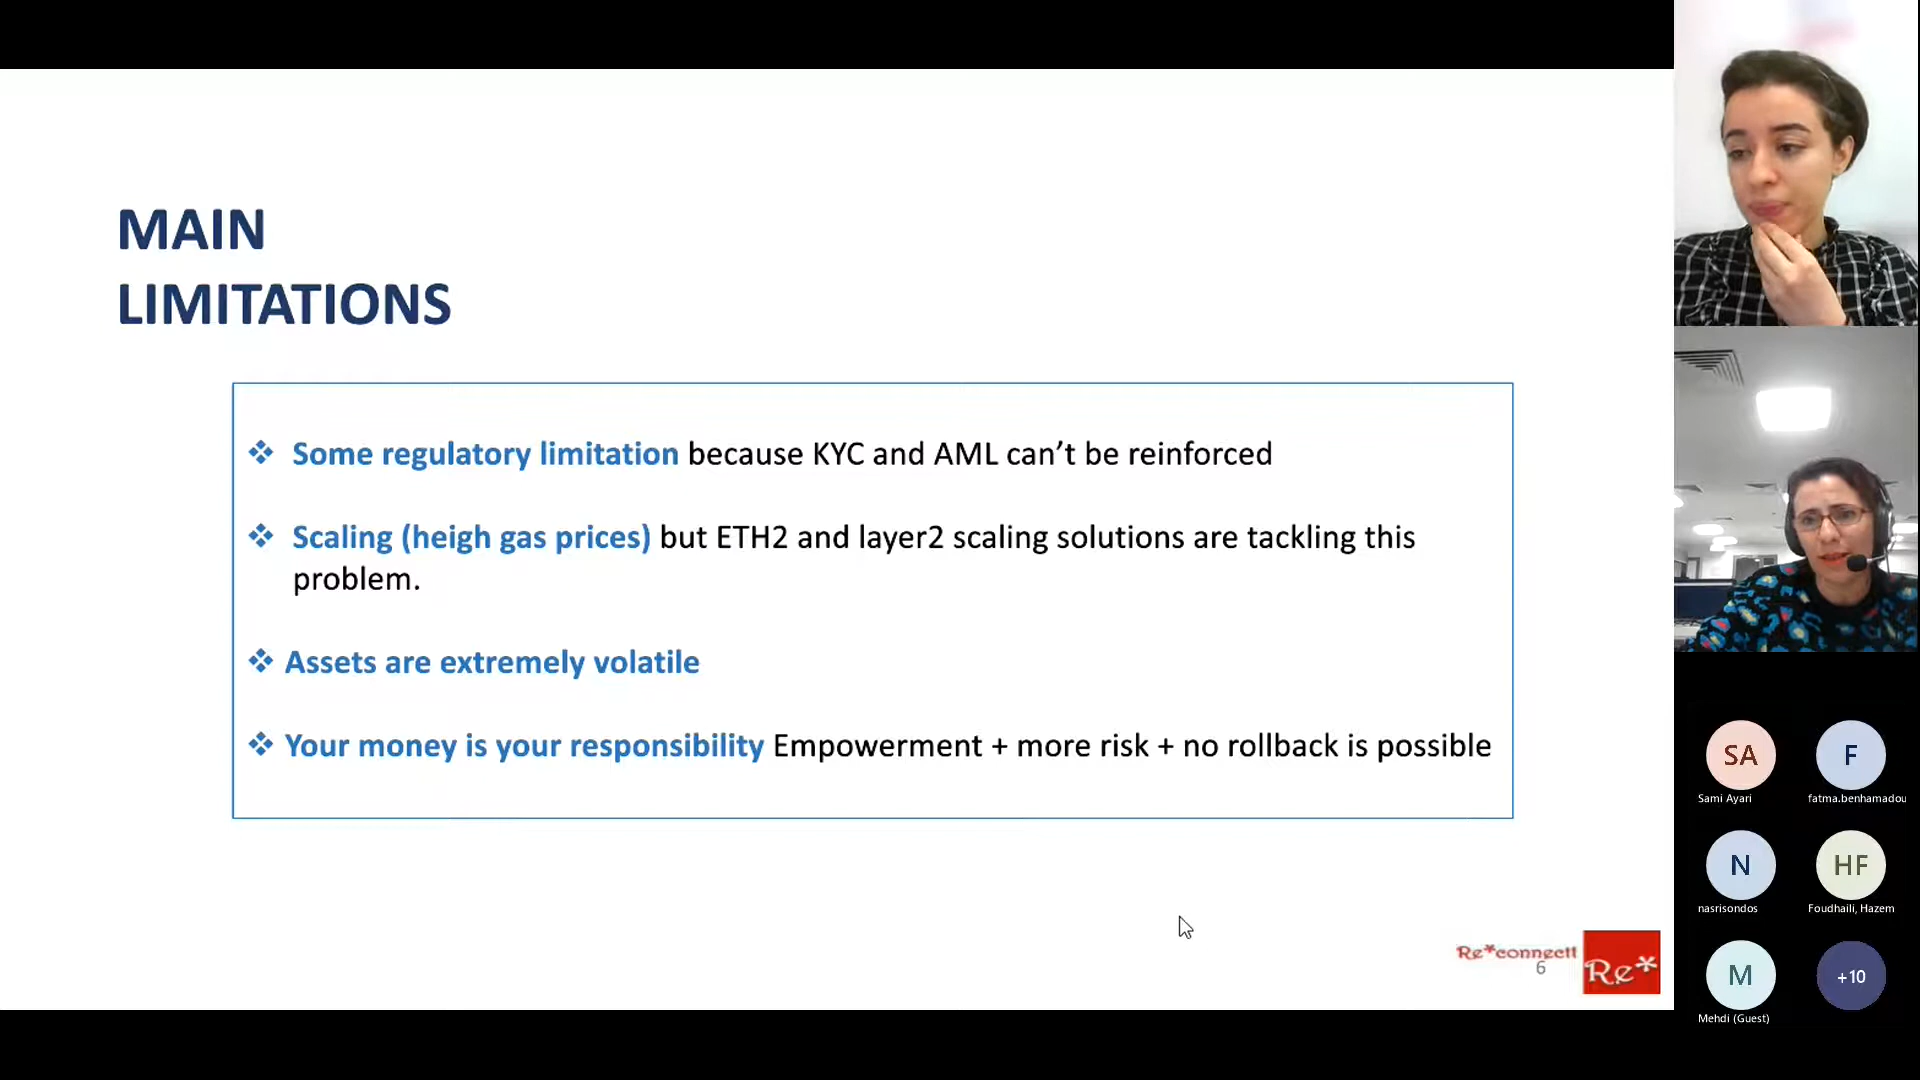 MAIN
LIMITATIONS
❖ Some regulatory limitation because KYC and AML can’t be reinforced
❖ Scaling (heigh gas prices) but ETH2 and layer2 scaling solutions are tackling this
problem.
❖ Assets are extremely volatile
❖ Your money is your responsibility Empowerment + more risk + no rollback is possible
Re*connectt
6
Re*
SA
Sami Ayari
F
fatma.benhamadou
N
nasrisondos
HF
Foudhaili, Hazem
M
Mehdi (Guest)
+10